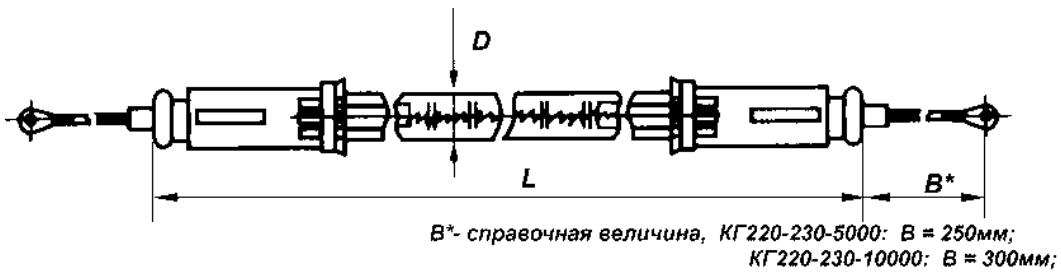 D
L
B*
В*- справочная величина, КГ220-230-5000: В = 250мм;
КГ220-230-10000: В = 300мм;